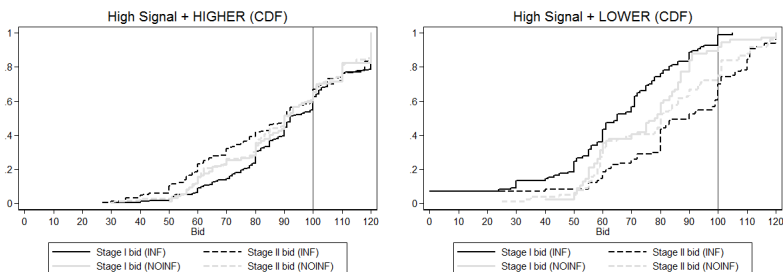 High Signal + HIGHER (CDF)
1
.8
.6
.4
.2
0
0 10 20 30 40 50 60 70 80 90 100 110 120
Bid
Stage I bid (INF) Stage II bid (INF)
Stage I bid (NOINF) Stage II bid (NOINF)
High Signal + LOWER (CDF)
1
.8
.6
.4
.2
0
0 10 20 30 40 50 60 70 80 90 100 110 120
Bid
Stage I bid (INF) Stage II bid (INF)
Stage I bid (NOINF) Stage II bid (NOINF)